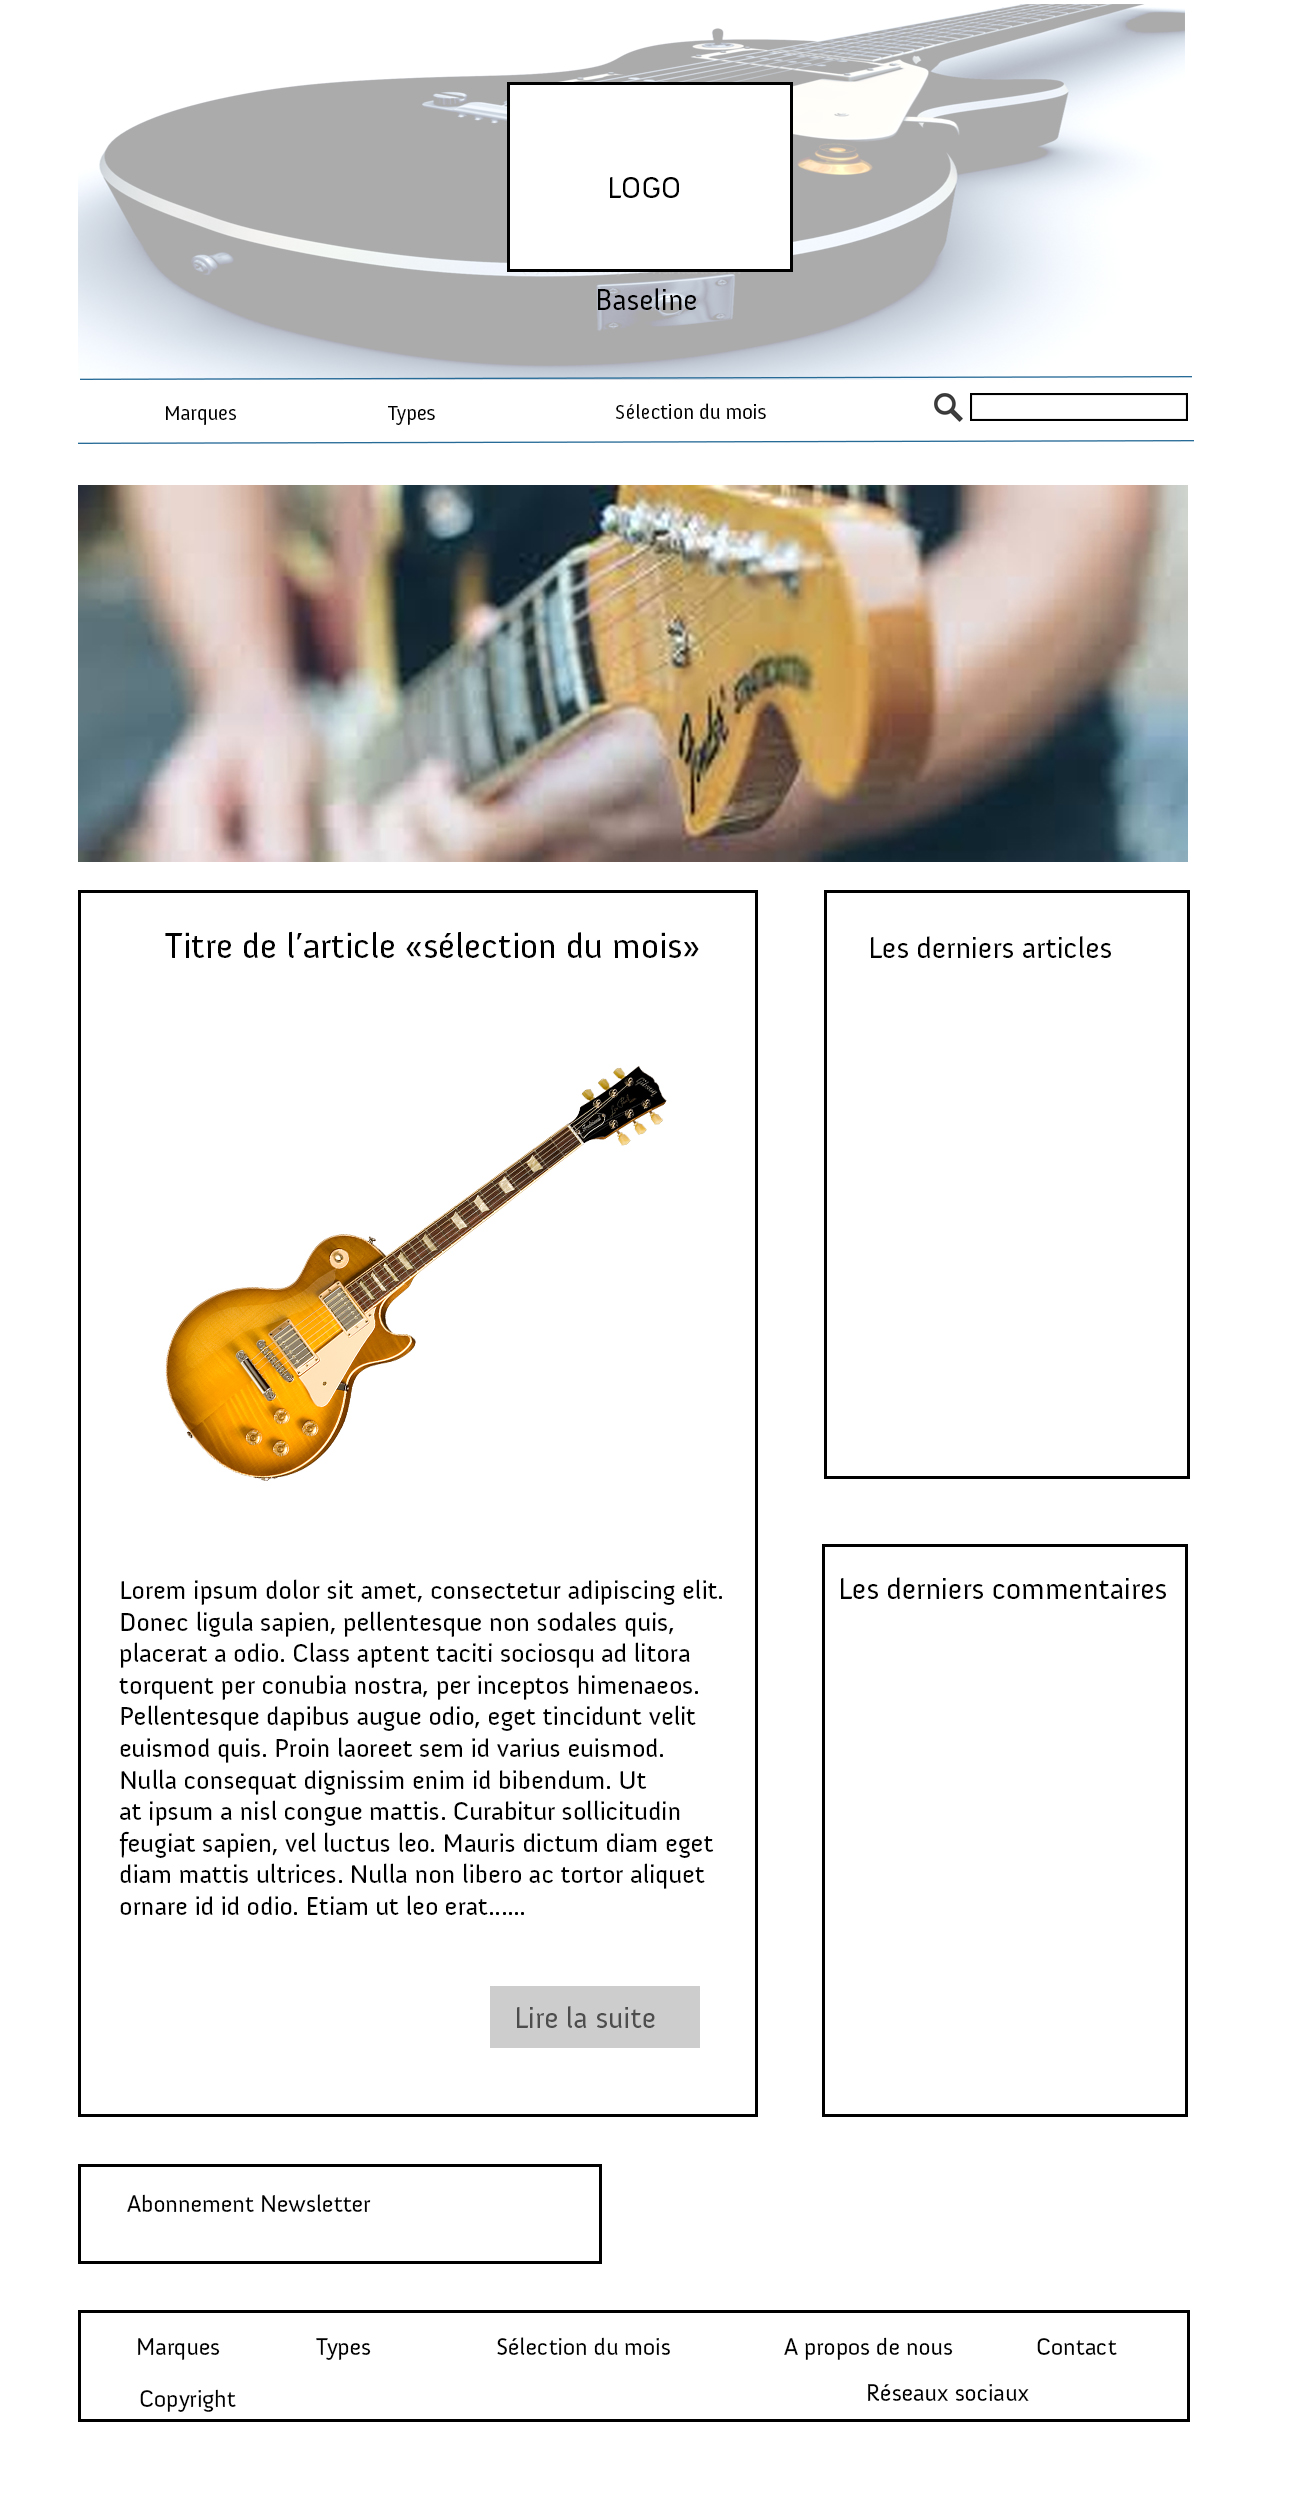 LOGO
Baseline
Marques
Types
Sélection du mois
Fender
STRATOCASTER
Titre de l'article «sélection du mois»
Les derniers articles
Gibson
Lorem ipsum dolor sit amet, consectetur adipiscing elit.
Donec ligula sapien, pellentesque non sodales quis,
placerat a odio. Class aptent taciti sociosqu ad litora
torquent per conubia nostra, per inceptos himenaeos.
Pellentesque dapibus augue odio, eget tincidunt velit
euismod quis. Proin laoreet sem id varius euismod.
Nulla consequat dignissim enim id bibendum. Ut
at ipsum a nisl congue mattis. Curabitur sollicitudin
feugiat sapien, vel luctus leo. Mauris dictum diam eget
diam mattis ultrices. Nulla non libero ac tortor aliquet
ornare id id odio. Etiam ut leo erat......
Lire la suite
Les derniers commentaires
Abonnement Newsletter
Marques
Types
Sélection du mois
A propos de nous
Contact
Copyright
Réseaux sociaux